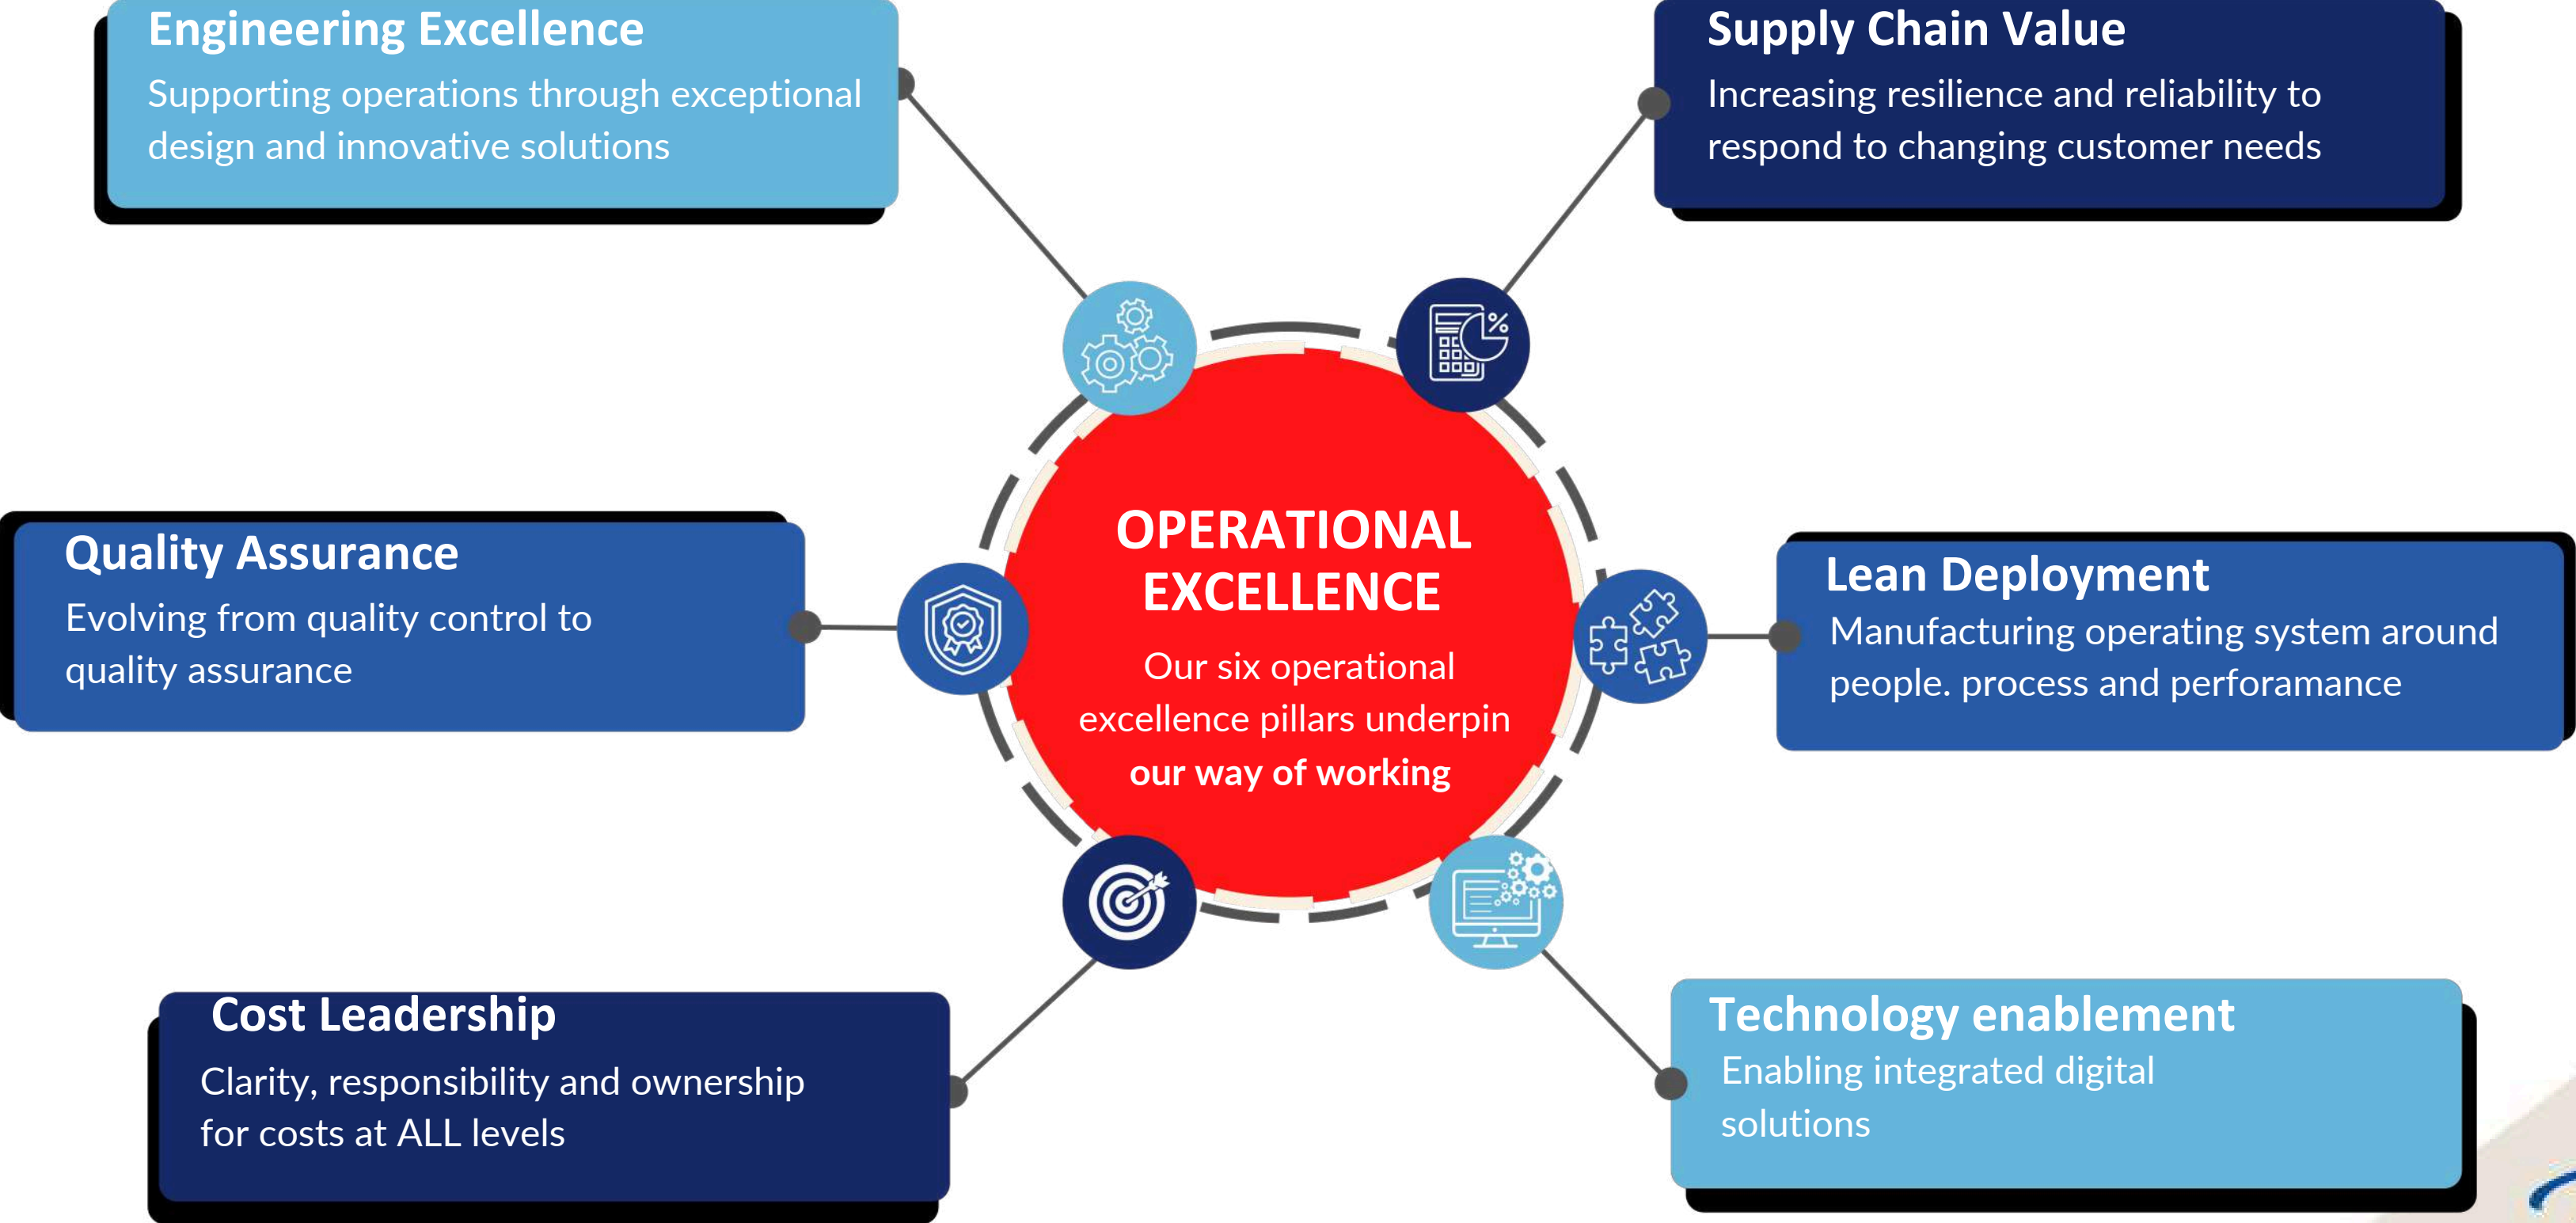 Engineering Excellence
Supporting operations through exceptional
design and innovative solutions
Supply Chain Value
Increasing resilience and reliability to
respond to changing customer needs
Quality Assurance
Evolving from quality control to
quality assurance
OPERATIONAL
EXCELLENCE
Our six operational
excellence pillars underpin
our way of working
Lean Deployment
Manufacturing operating system around
people. process and perforamance
Cost Leadership
Clarity, responsibility and ownership
for costs at ALL levels
Technology enablement
Enabling integrated digital
solutions
%